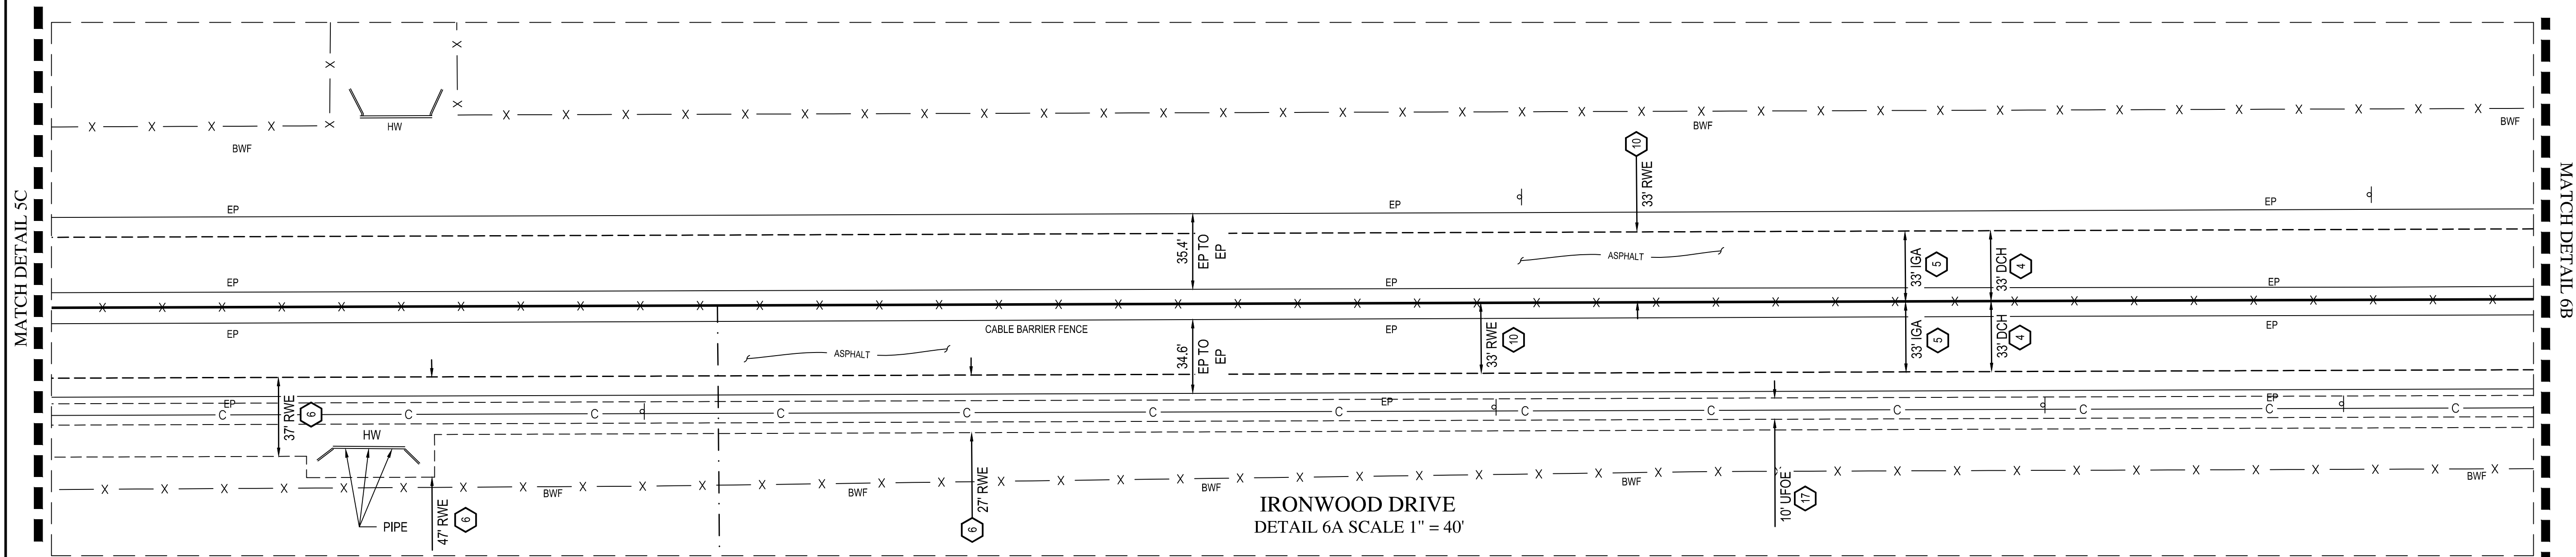 MATCH DETAIL 5C
HW
BWF
BWF
BWF
EP
EP
EP
33' RWE
10
35.4'
EP TO
EP
ASPHALT
33' IGA
5
33' DCH
4
EP
EP
EP
EP
CABLE BARRIER FENCE
EP
EP
ASPHALT
34.6'
EP TO
EP
33' RWE
10
33' IGA
5
33' DCH
4
37' RWE
6
EP
EP
EP
C C C C C C C C C C C C C
HW
PIPE
47' RWE
6
BWF
BWF
27' RWE
6
BWF
BWF
BWF
10' UFOE
17
IRONWOOD DRIVE
DETAIL 6A SCALE 1" = 40'
MATCH DETAIL 6B